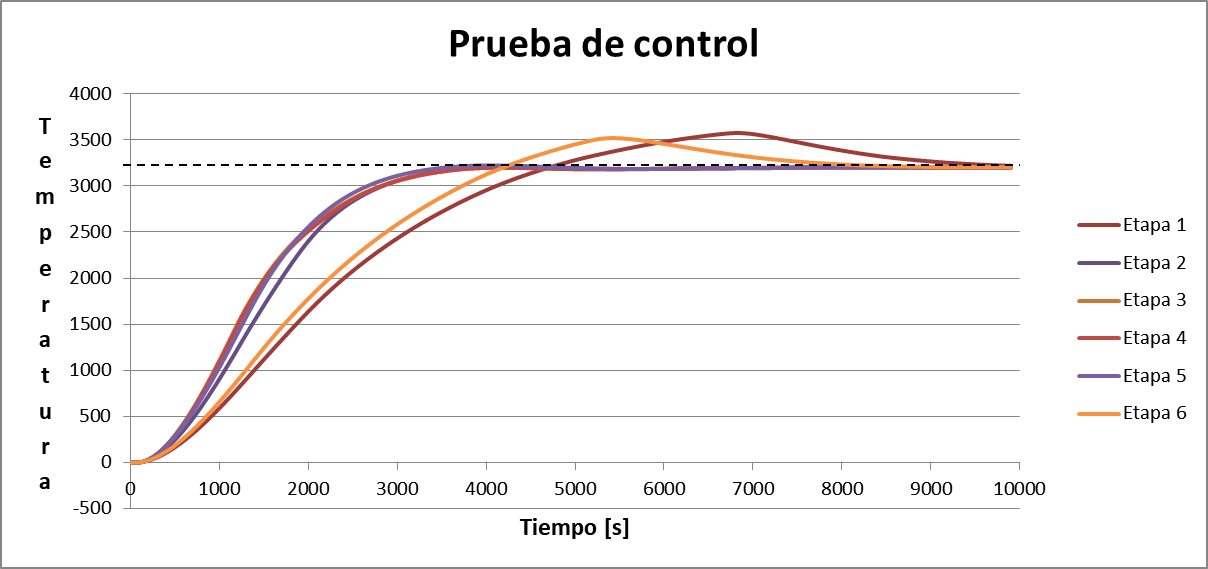 Prueba de control
Temperatura
4000
3500
3000
2500
2000
1500
1000
500
0
-500
0 1000 2000 3000 4000 5000 6000 7000 8000 9000 10000
Tiempo [s]
Etapa 1
Etapa 2
Etapa 3
Etapa 4
Etapa 5
Etapa 6